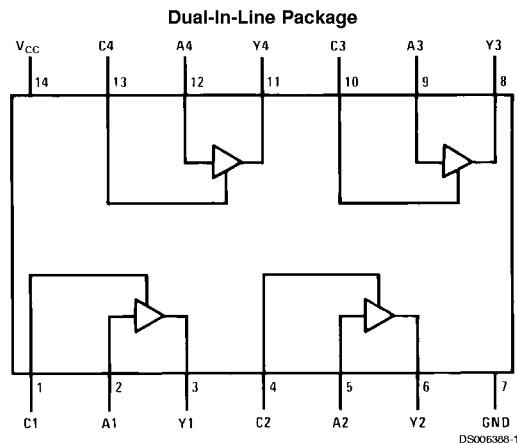 Dual-In-Line Package
VCC C4 A4 Y4 C3 A3 Y3
14 13 12 11 10 9 8
1 2 3 4 5 6 7
C1 A1 Y1 C2 A2 Y2 GND
DS006388-1